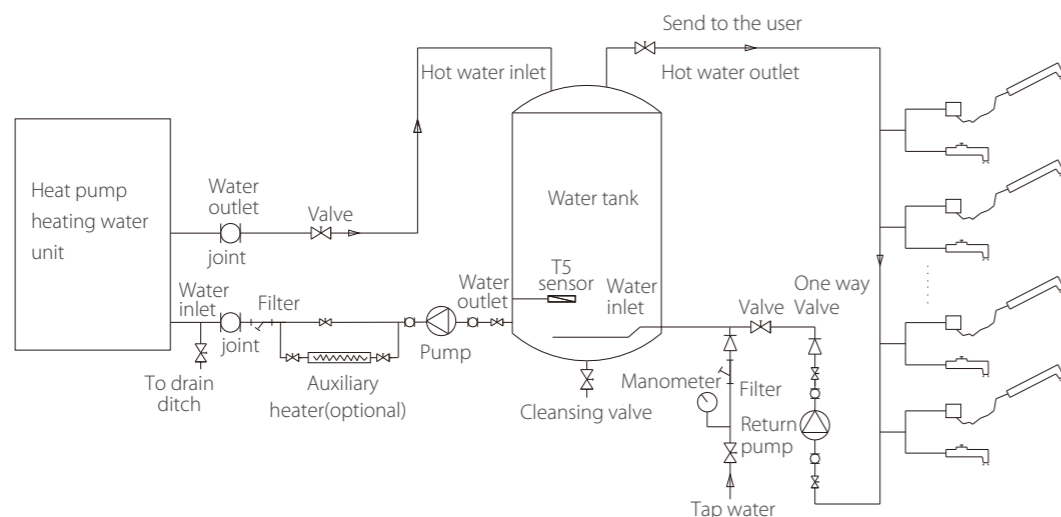 Send to the user
Hot water inlet
Hot water outlet
Heat pump
heating water
unit
Water
outlet
joint
Valve
Water tank
T5
sensor
Water
outlet
Water
inlet
Water
inlet
Filter
joint
Pump
Auxiliary
heater(optional)
To drain
ditch
Cleansing valve
Valve
One way
Valve
Manometer
Filter
Return
pump
Tap water